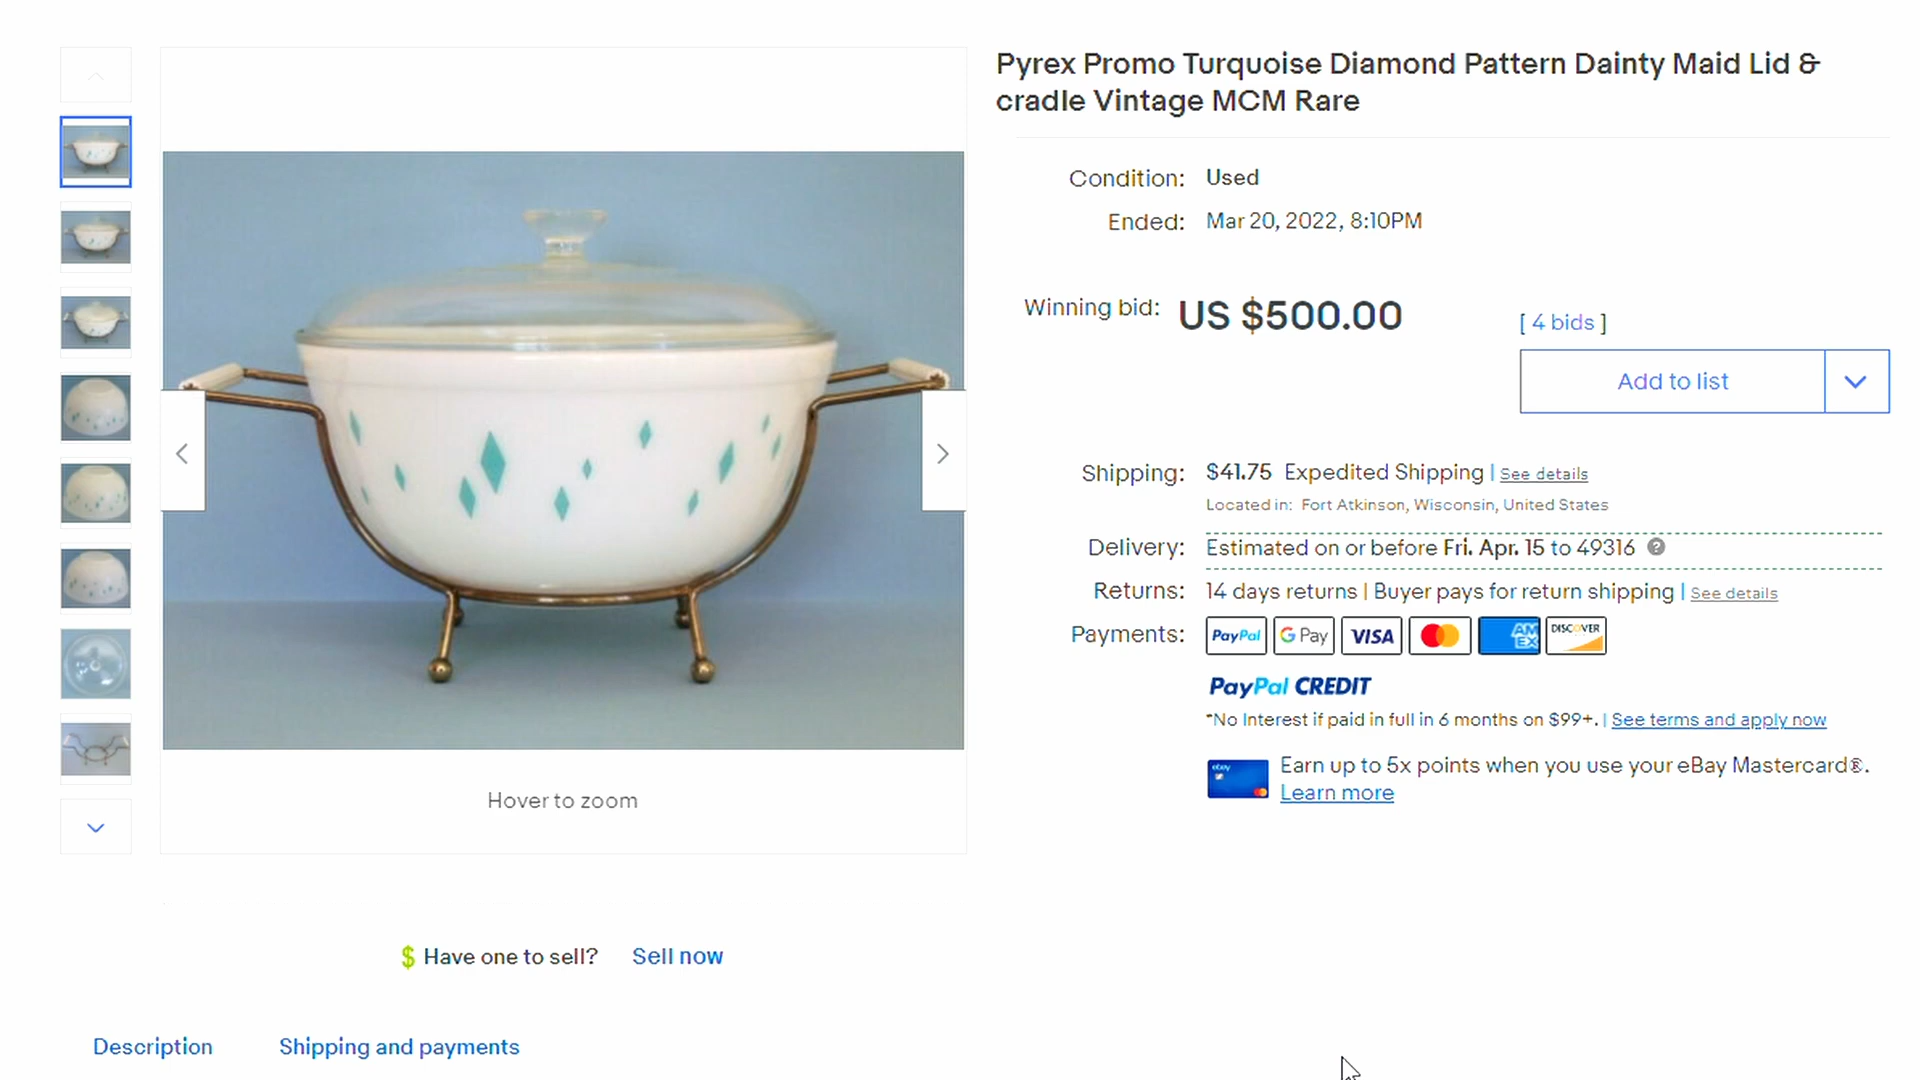 Pyrex Promo Turquoise Diamond Pattern Dainty Maid Lid &
cradle Vintage MCM Rare
Condition: Used
Ended: Mar 20, 2022, 8:10PM
Winning bid: US $500.00
[ 4 bids ]
Add to list
Shipping: $41.75 Expedited Shipping | See details
Located in: Fort Atkinson, Wisconsin, United States
Delivery: Estimated on or before Fri. Apr. 15 to 49316 ?
Returns: 14 days returns | Buyer pays for return shipping | See details
Payments: PayPal G Pay VISA AM EX DISCOVER
PayPal CREDIT
*No Interest if paid in full in 6 months on $99+. | See terms and apply now
ebay
Earn up to 5x points when you use your eBay Mastercard®.
Learn more
Hover to zoom
$ Have one to sell? Sell now
Description Shipping and payments